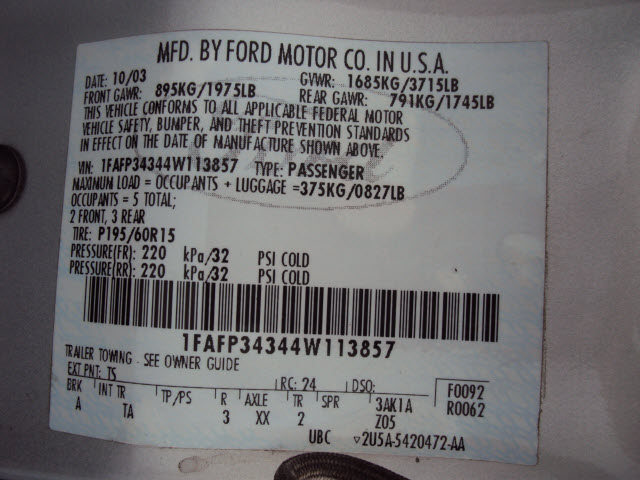 MFD. BY FORD MOTOR CO. IN U.S.A.
DATE: 10/03 GVWR: 1685KG/3715LB
FRONT GAWR: 895KG/1975LB REAR GAWR: 791KG/1745LB
THIS VEHICLE CONFORMS TO ALL APPLICABLE FEDERAL MOTOR
VEHICLE SAFETY, BUMPER, AND THEFT PREVENTION STANDARDS
IN EFFECT ON THE DATE OF MANUFACTURE SHOWN ABOVE.
VIN: 1FAFP34344W113857 TYPE: PASSENGER
MAXIMUM LOAD = OCCUPANTS + LUGGAGE =375KG/0827LB
OCCUPANTS = 5 TOTAL;
2 FRONT, 3 REAR
TIRE: P195/60R15
PRESSURE(FR): 220 kPa/32 PSI COLD
PRESSURE(RR): 220 kPa/32 PSI COLD
1FAFP34344W113857
TRAILER TOWING - SEE OWNER GUIDE
EXT PNT: TS RC: 24 DSO: F0092
BRK INT TR TP/PS R AXLE TR SPR 3AK1A R0062
A TA 3 XX 2 Z05
UBC ▽2U5A-5420472-AA